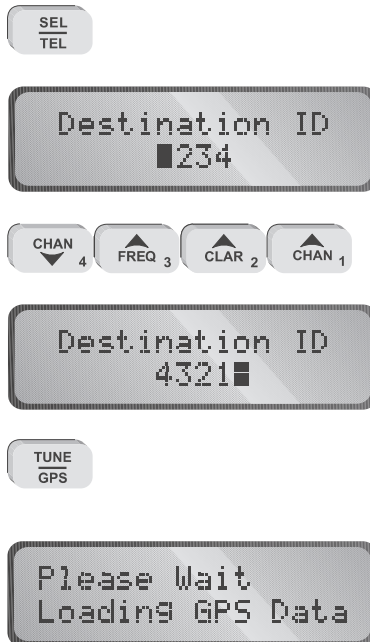 SEL
TEL
Destination ID
234
CHAN 4 FREQ 3 CLAR 2 CHAN 1
Destination ID
4321
TUNE
GPS
Please Wait
Loading GPS Data